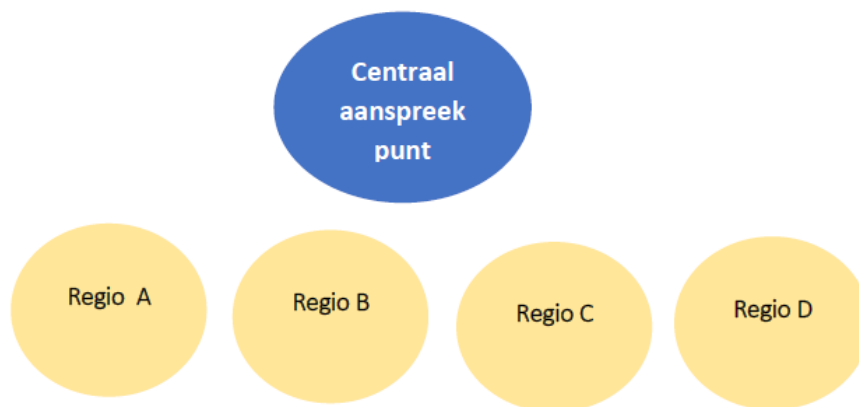 Centraal
aanspreek
punt
Regio A
Regio B
Regio C
Regio D